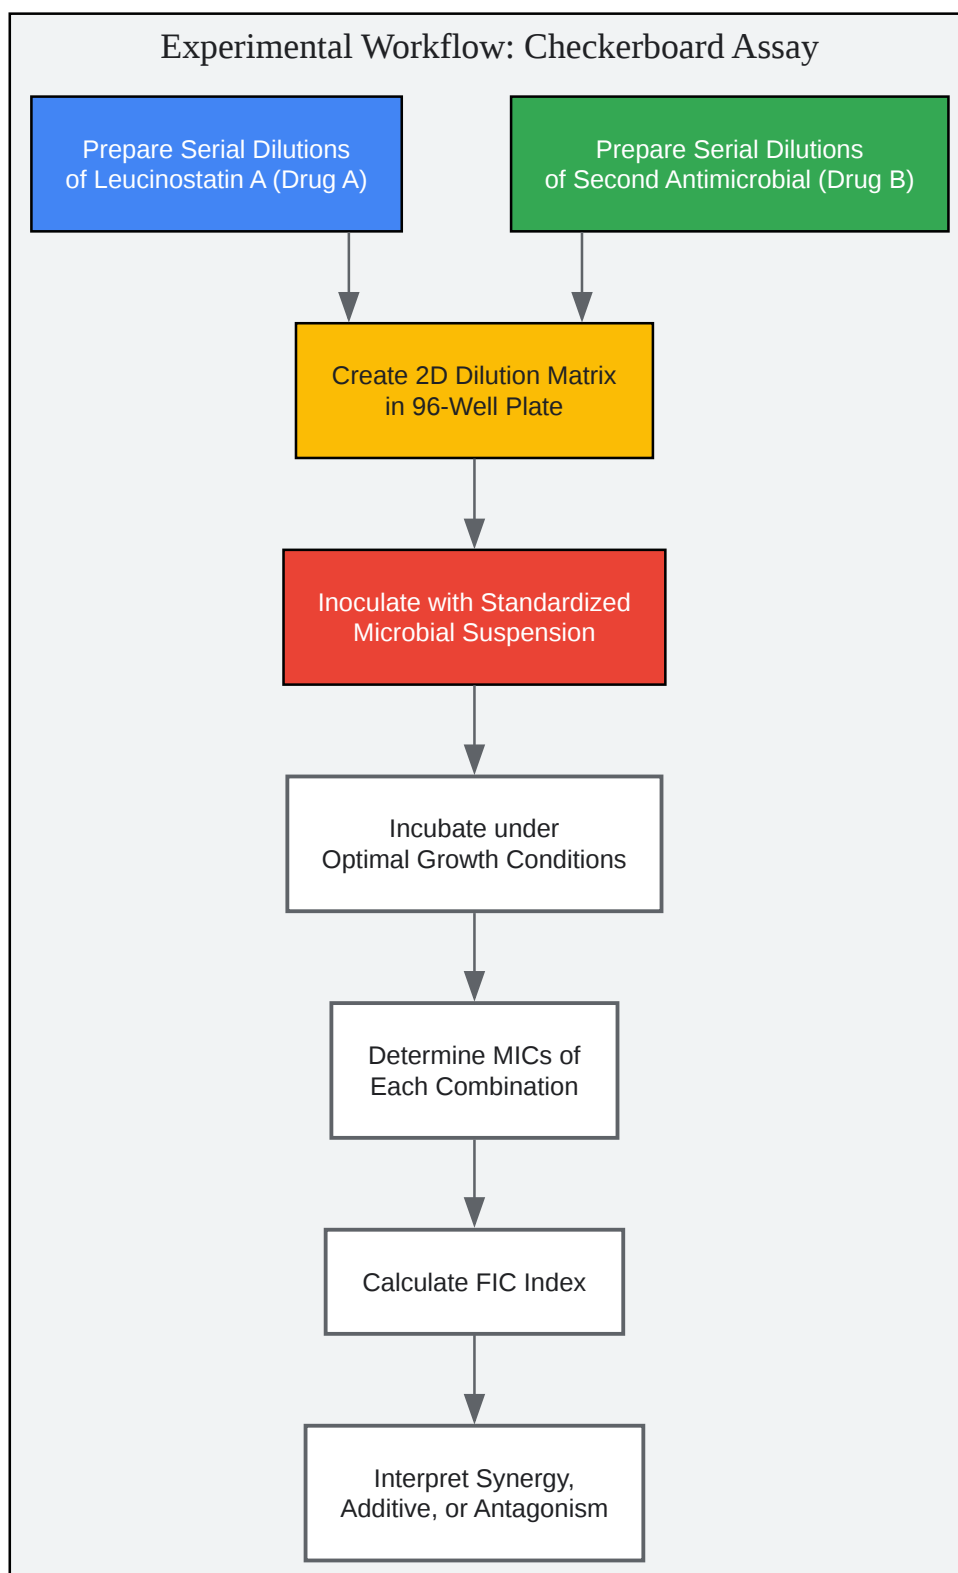 Experimental Workflow: Checkerboard Assay
Prepare Serial Dilutions
of Leucinostatin A (Drug A)
Prepare Serial Dilutions
of Second Antimicrobial (Drug B)
Create 2D Dilution Matrix
in 96-Well Plate
Inoculate with Standardized
Microbial Suspension
Incubate under
Optimal Growth Conditions
Determine MICs of
Each Combination
Calculate FIC Index
Interpret Synergy,
Additive, or Antagonism